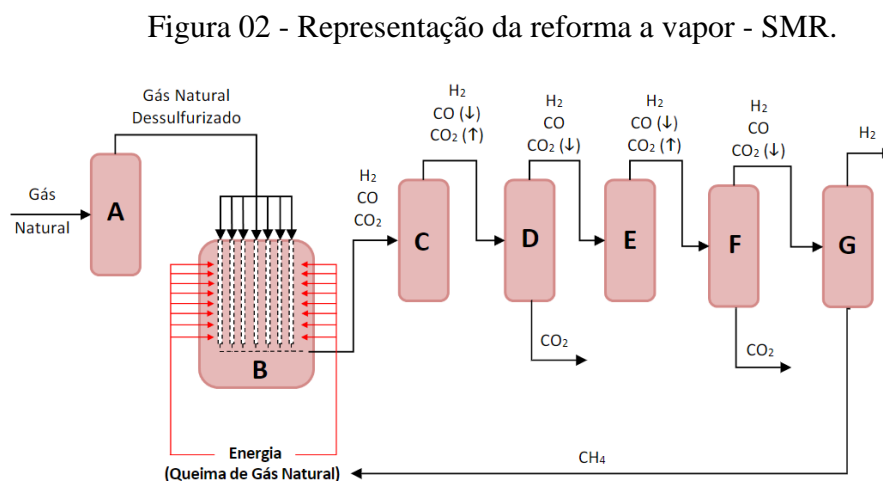 Figura 02 - Representação da reforma a vapor - SMR.
Gás Natural
Dessulfurizado
H₂
CO (↓)
CO₂ (↑)
H₂
CO
CO₂ (↓)
H₂
CO (↓)
CO₂ (↑)
H₂
CO
CO₂ (↓)
H₂
Gás
Natural
A
H₂
CO
CO₂
C
D
E
F
G
B
CO₂
CO₂
Energia
(Queima de Gás Natural)
CH₄